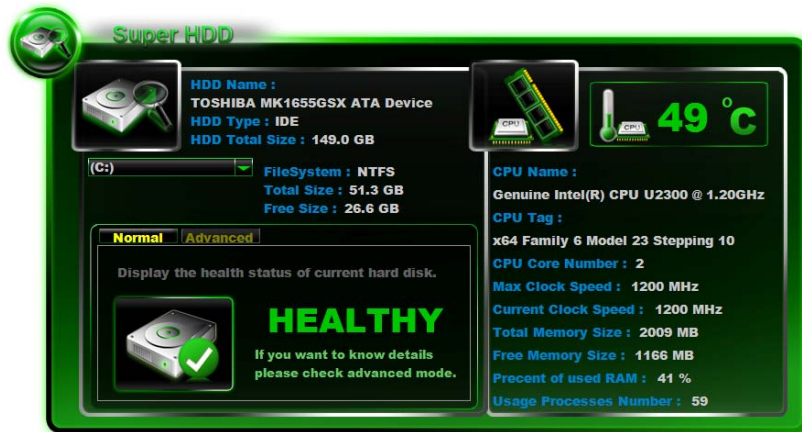 Super HDD
HDD Name :
TOSHIBA MK1655GSX ATA Device
HDD Type : IDE
HDD Total Size : 149.0 GB
(C:)
FileSystem : NTFS
Total Size : 51.3 GB
Free Size : 26.6 GB
Normal Advanced
Display the health status of current hard disk.
HEALTHY
If you want to know details
please check advanced mode.
CPU
CPU
49 °C
CPU Name :
Genuine Intel(R) CPU U2300 @ 1.20GHz
CPU Tag :
x64 Family 6 Model 23 Stepping 10
CPU Core Number : 2
Max Clock Speed : 1200 MHz
Current Clock Speed : 1200 MHz
Total Memory Size : 2009 MB
Free Memory Size : 1166 MB
Precent of used RAM : 41 %
Usage Processes Number : 59